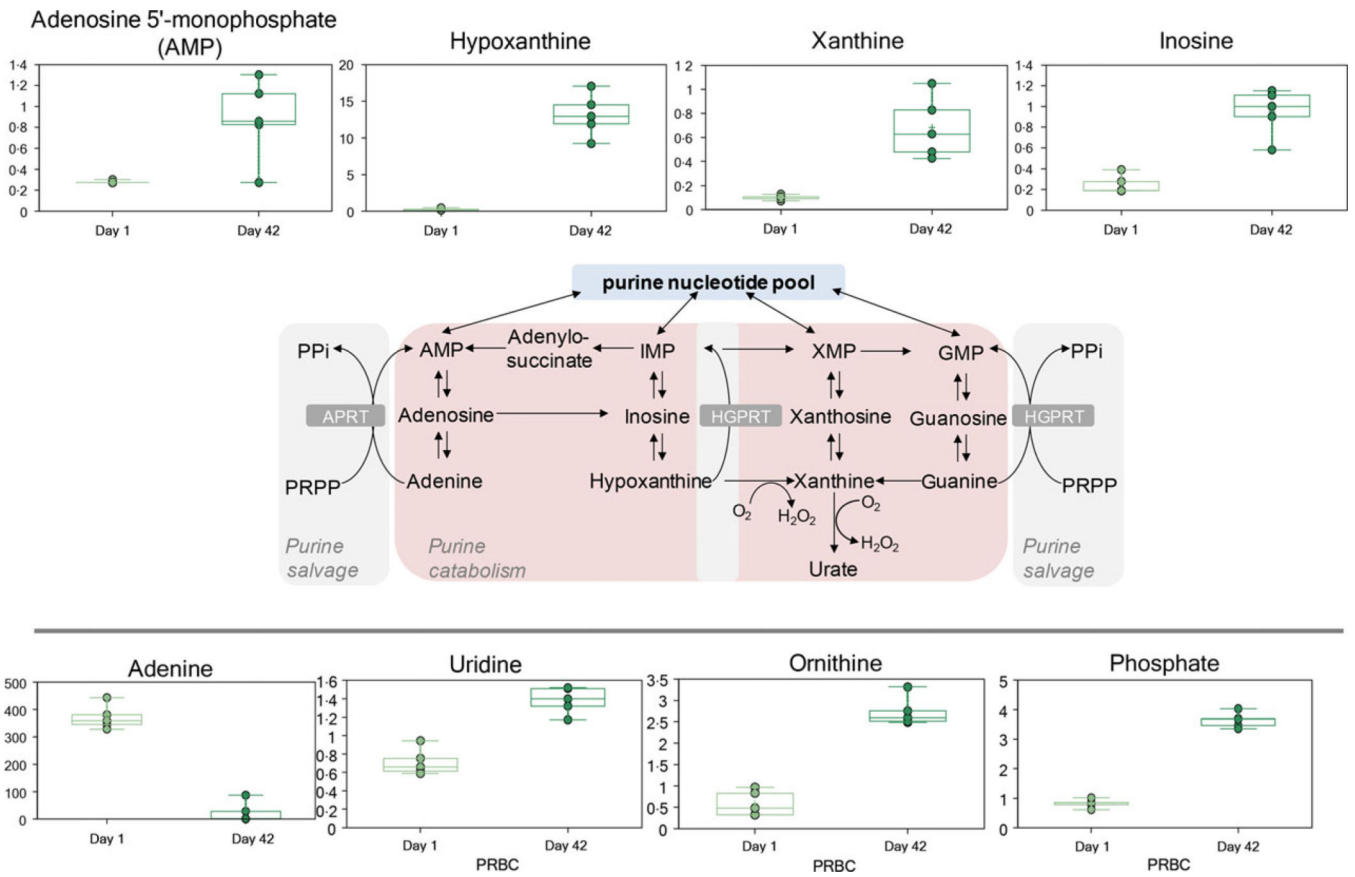 Adenosine 5'-monophosphate
(AMP)
1·4
1·2
1
0·8
0·6
0·4
0·2
0
Day 1
Day 42
Hypoxanthine
20
15
10
5
0
Day 1
Day 42
Xanthine
1·2
1
0·8
0·6
0·4
0·2
0
Day 1
Day 42
Inosine
1·4
1·2
1
0·8
0·6
0·4
0·2
0
Day 1
Day 42
purine nucleotide pool
PPi
AMP
Adenylo-
succinate
IMP
XMP
GMP
PPi
APRT
Adenosine
Inosine
HGPRT
Xanthosine
Guanosine
HGPRT
PRPP
Adenine
Hypoxanthine
Xanthine
Guanine
PRPP
O₂
H₂O₂
O₂
H₂O₂
Urate
Purine
salvage
Purine
catabolism
Purine
salvage
Adenine
500
400
300
200
100
0
Day 1
Day 42
Uridine
1·6
1·4
1·2
1
0·8
0·6
0·4
0·2
0
Day 1
Day 42
PRBC
Ornithine
3·5
3
2·5
2
1·5
1
0·5
0
Day 1
Day 42
PRBC
Phosphate
5
4
3
2
1
0
Day 1
Day 42
PRBC